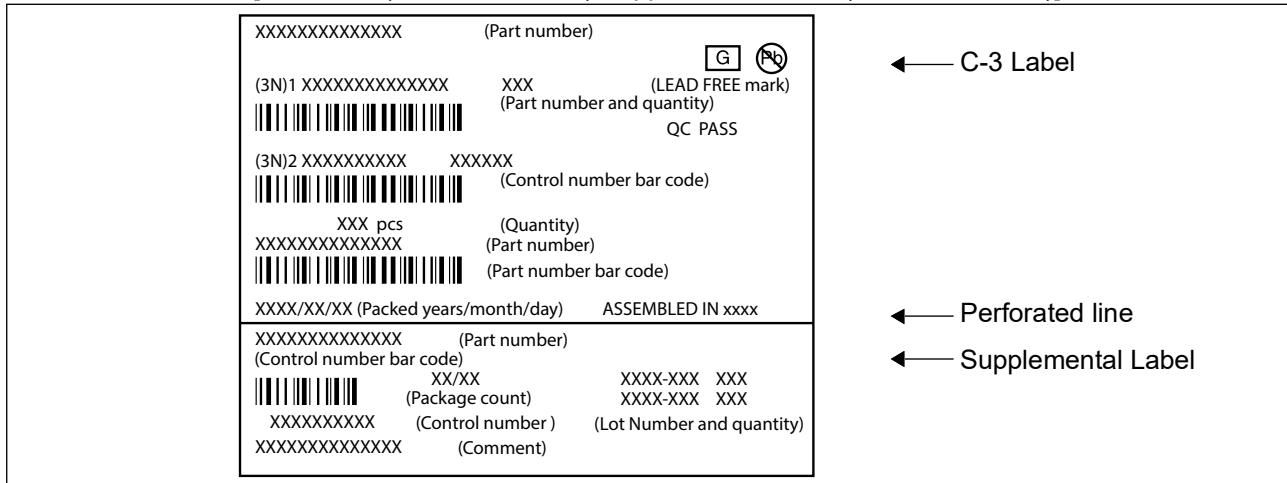 XXXXXXXXXXXXXX (Part number)
G Pb
C-3 Label
(3N)1 XXXXXXXXXXXXXX XXX (LEAD FREE mark)
(Part number and quantity)
QC PASS
(3N)2 XXXXXXXXXX XXXXXX
(Control number bar code)
XXX pcs (Quantity)
XXXXXXXXXXXXXX (Part number)
(Part number bar code)
XXXX/XX/XX (Packed years/month/day) ASSEMBLED IN xxxx
Perforated line
XXXXXXXXXXXXXX (Part number)
(Control number bar code)
Supplemental Label
XX/XX XXXX-XXX XXX
(Package count) XXXX-XXX XXX
XXXXXXXXXX (Control number ) (Lot Number and quantity)
XXXXXXXXXXXXXX (Comment)